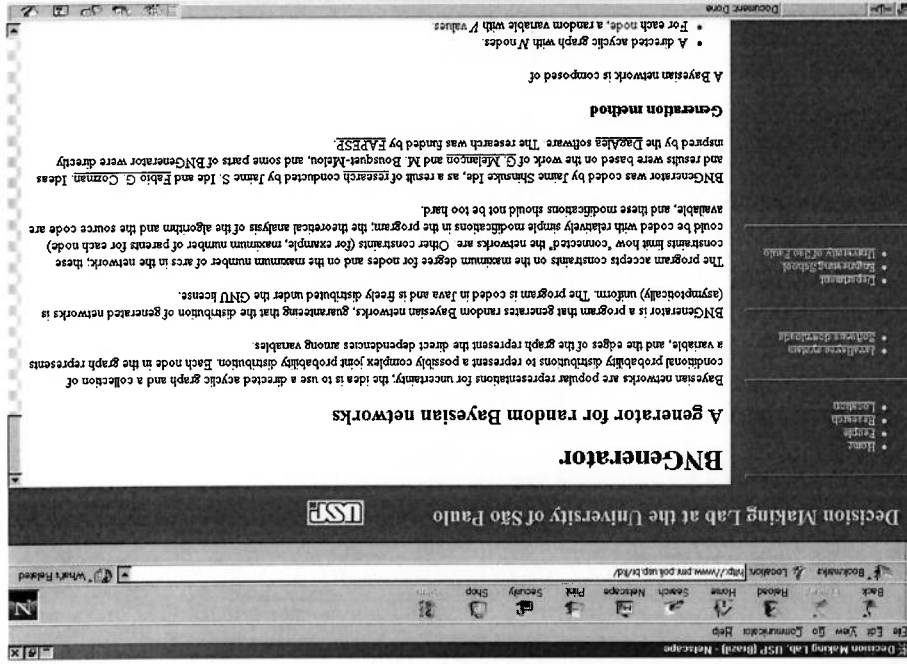 Decision Making Lab, USP (Brazil) - Netscape
File Edit View Go Communicator Help
Back Reload Home Search Netscape Print Security Shop
Bookmarks Location: http://www.pmr.poli.usp.br/ltd/ What's Related
Decision Making Lab at the University of São Paulo USP
• Home
• People
• Research
• Location
• JavaBayes system
• Software downloads
• Department
• Engineering School
• University of São Paulo
BNGenerator
A generator for random Bayesian networks
Bayesian networks are popular representations for uncertainty, the idea is to use a directed acyclic graph and a collection of
conditional probability distributions to represent a possibly complex joint probability distribution. Each node in the graph represents
a variable, and the edges of the graph represent the direct dependencies among variables.
BNGenerator is a program that generates random Bayesian networks, guaranteeing that the distribution of generated networks is
(asymptotically) uniform. The program is coded in Java and is freely distributed under the GNU license.
The program accepts constraints on the maximum degree for nodes and on the maximum number of arcs in the network; these
constraints limit how "connected" the networks are. Other constraints (for example, maximum number of parents for each node)
could be coded with relatively simple modifications in the program; the theoretical analysis of the algorithm and the source code are
available, and these modifications should not be too hard.
BNGenerator was coded by Jaime Shinsuke Ide, as a result of research conducted by Jaime S. Ide and Fabio G. Cozman. Ideas
and results were based on the work of G. Melançon and M. Bousquet-Melou, and some parts of BNGenerator were directly
inspired by the DagAlea software. The research was funded by FAPESP.
Generation method
A Bayesian network is composed of
• A directed acyclic graph with N nodes.
• For each node, a random variable with V values.
Document: Done